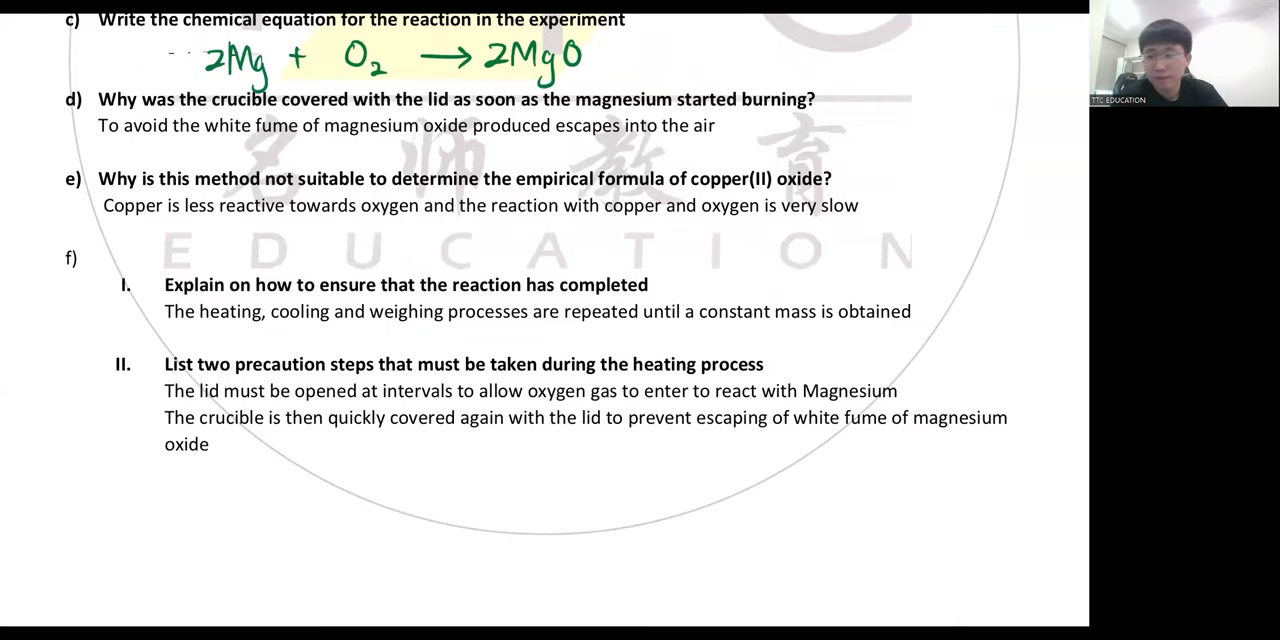 c) Write the chemical equation for the reaction in the experiment
2Mg + O2 → 2MgO
d) Why was the crucible covered with the lid as soon as the magnesium started burning?
To avoid the white fume of magnesium oxide produced escapes into the air
e) Why is this method not suitable to determine the empirical formula of copper(II) oxide?
Copper is less reactive towards oxygen and the reaction with copper and oxygen is very slow
f)
I. Explain on how to ensure that the reaction has completed
The heating, cooling and weighing processes are repeated until a constant mass is obtained
II. List two precaution steps that must be taken during the heating process
The lid must be opened at intervals to allow oxygen gas to enter to react with Magnesium
The crucible is then quickly covered again with the lid to prevent escaping of white fume of magnesium
oxide
名师教育
EDUCATION
TTC EDUCATION